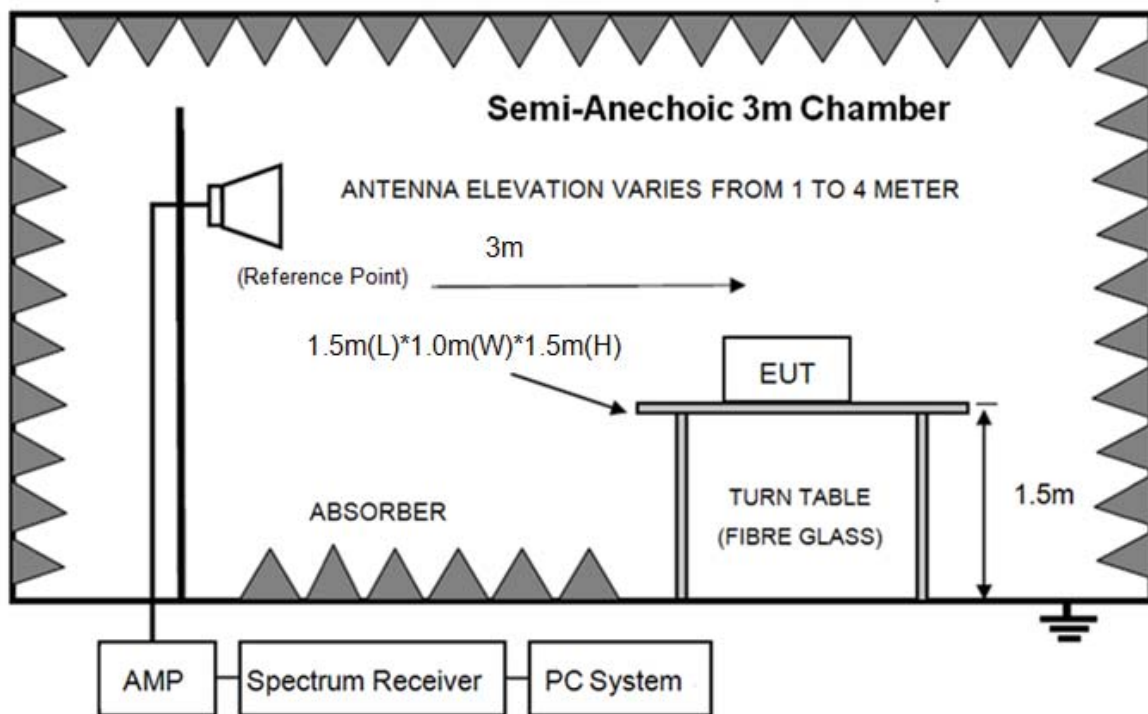 Semi-Anechoic 3m Chamber
ANTENNA ELEVATION VARIES FROM 1 TO 4 METER
3m
(Reference Point)
1.5m(L)*1.0m(W)*1.5m(H)
EUT
ABSORBER
TURN TABLE
(FIBRE GLASS)
1.5m
AMP
Spectrum Receiver
PC System